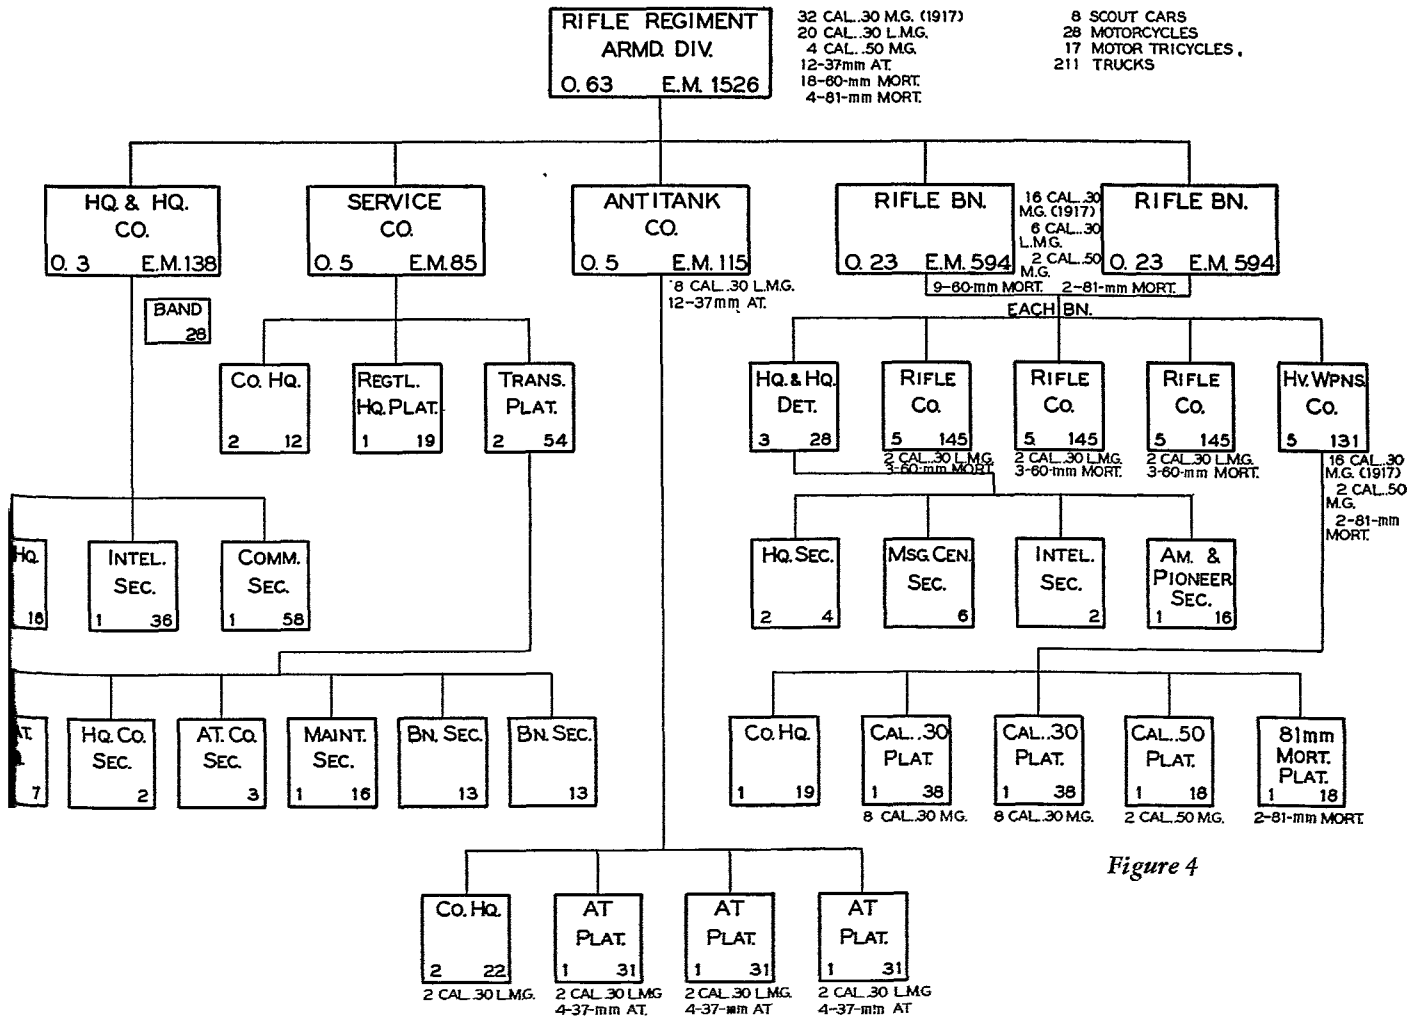 RIFLE REGIMENT
ARMD. DIV.
O. 63 E.M. 1526
32 CAL..30 M.G. (1917)
20 CAL..30 L.M.G.
4 CAL..50 M.G.
12-37mm AT.
18-60-mm MORT.
4-81-mm MORT.
8 SCOUT CARS
28 MOTORCYCLES
17 MOTOR TRICYCLES.
211 TRUCKS
HQ. & HQ.
CO.
O. 3 E.M. 138
SERVICE
CO.
O. 5 E.M. 85
ANTITANK
CO.
O. 5 E.M. 115
8 CAL..30 L.M.G.
12-37mm AT.
RIFLE BN.
O. 23 E.M. 594
16 CAL..30
M.G. (1917)
6 CAL..30
L.M.G.
2 CAL..50
M.G.
9-60-mm MORT. 2-81-mm MORT.
RIFLE BN.
O. 23 E.M. 594
EACH BN.
BAND
28
CO. HQ.
2 12
REGTL.
HQ. PLAT.
1 19
TRANS.
PLAT.
2 54
HQ. & HQ.
DET.
3 28
RIFLE
CO.
5 145
2 CAL..30 L.M.G.
3-60-mm MORT.
RIFLE
CO.
5 145
2 CAL..30 L.M.G.
3-60-mm MORT.
RIFLE
CO.
5 145
2 CAL..30 L.M.G.
3-60-mm MORT.
HV. WPNS.
CO.
5 131
16 CAL..30
M.G. (1917)
2 CAL..50
M.G.
2-81-mm
MORT.
HQ.
18
INTEL.
SEC.
1 36
COMM.
SEC.
1 58
HQ. SEC.
2 4
MSG. CEN.
SEC.
6
INTEL.
SEC.
2
AM. &
PIONEER
SEC.
1 16
AT.
7
HQ. CO.
SEC.
2
AT. CO.
SEC.
3
MAINT.
SEC.
1 16
BN. SEC.
13
BN. SEC.
13
CO. HQ.
1 19
CAL..30
PLAT.
1 38
8 CAL..30 M.G.
CAL..30
PLAT.
1 38
8 CAL..30 M.G.
CAL..50
PLAT.
1 18
2 CAL.50 M.G.
81mm
MORT.
PLAT.
1 18
2-81-mm MORT.
Figure 4
CO. HQ.
2 22
2 CAL.30 L.M.G.
AT
PLAT.
1 31
2 CAL.30 L.M.G
4-37-mm AT.
AT
PLAT.
1 31
2 CAL.30 L.M.G.
4-37-mm AT
AT
PLAT.
1 31
2 CAL.30 L.M.G
4-37-mm AT